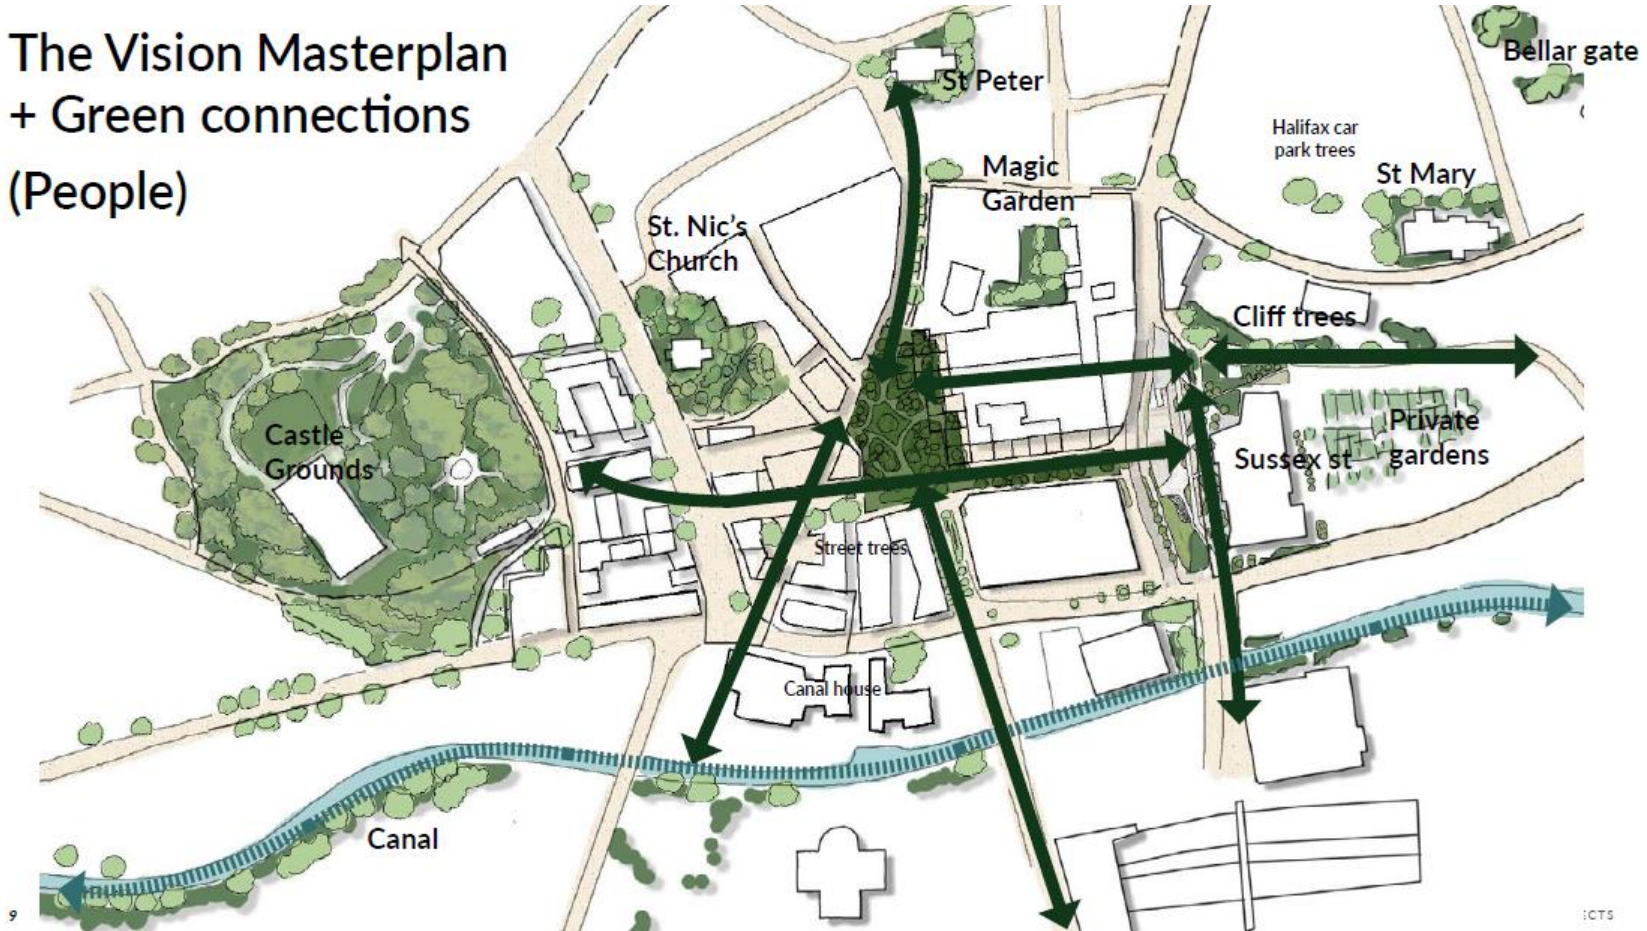 The Vision Masterplan
+ Green connections
(People)
St Peter
Bellar gate
Halifax car
park trees
Magic
Garden
St Mary
St. Nic's
Church
Cliff trees
Castle
Grounds
Private
gardens
Sussex st
Street trees
Canal house
Canal
9